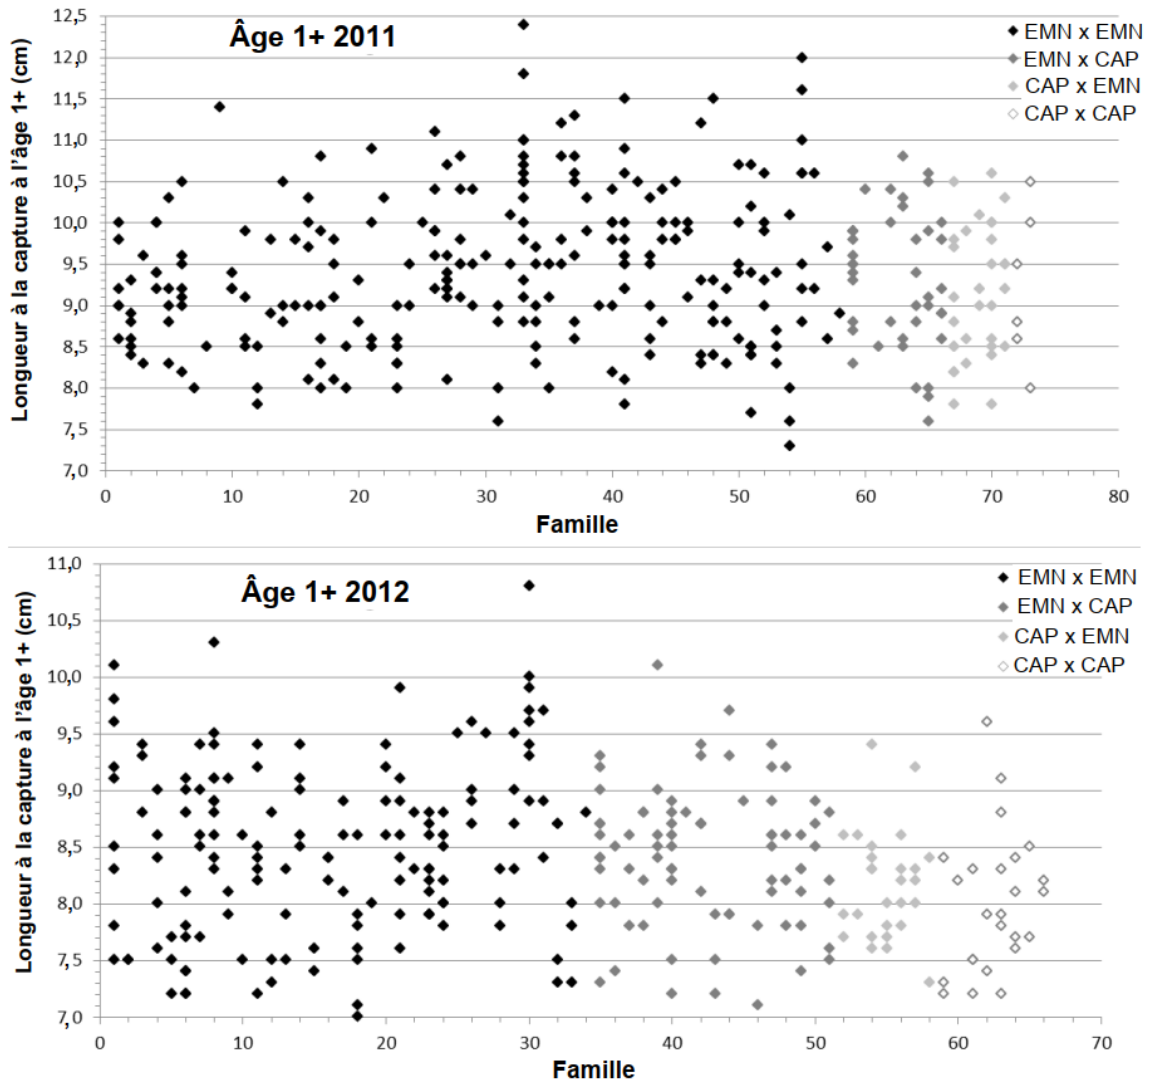 Âge 1+ 2011
EMN x EMN
EMN x CAP
CAP x EMN
CAP x CAP
Longueur à la capture à l'âge 1+ (cm)
12,5
12,0
11,5
11,0
10,5
10,0
9,5
9,0
8,5
8,0
7,5
7,0
0 10 20 30 40 50 60 70 80
Famille
Âge 1+ 2012
EMN x EMN
EMN x CAP
CAP x EMN
CAP x CAP
Longueur à la capture à l'âge 1+ (cm)
11,0
10,5
10,0
9,5
9,0
8,5
8,0
7,5
7,0
0 10 20 30 40 50 60 70
Famille